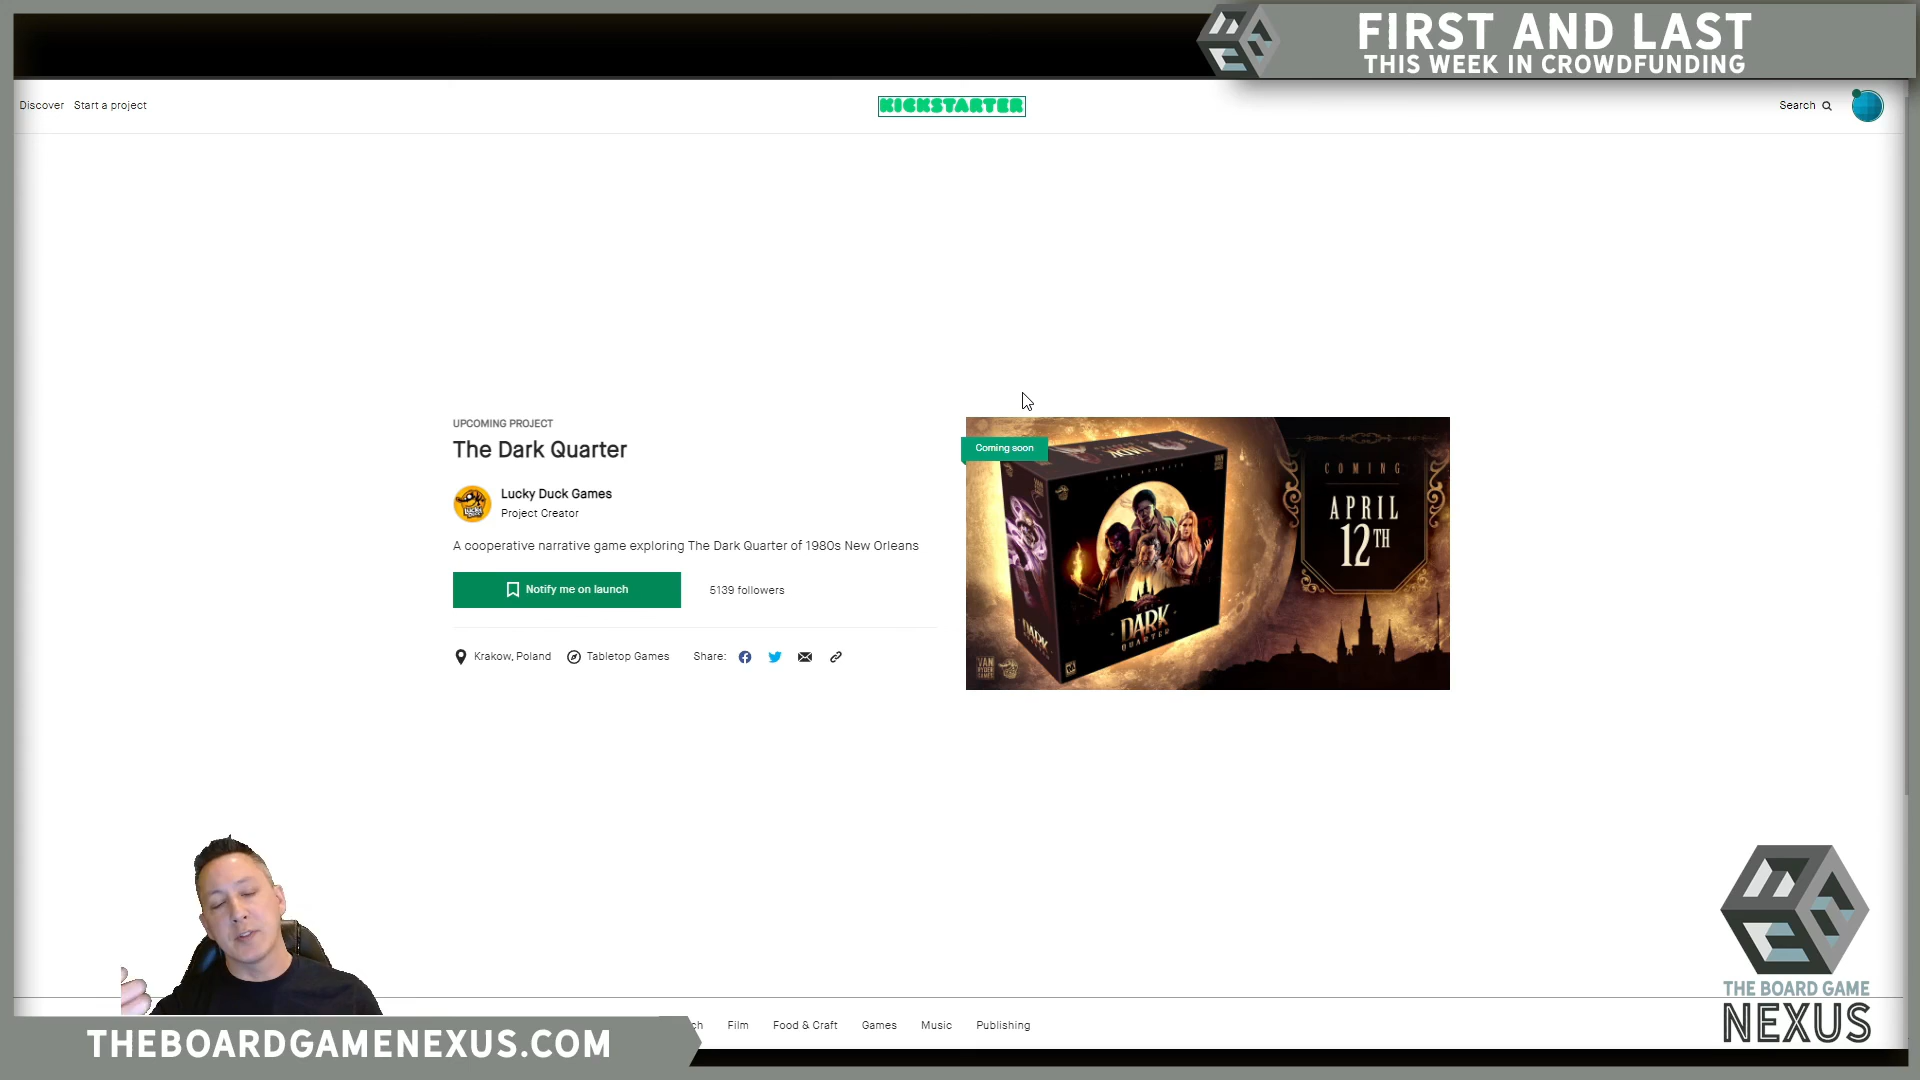 FIRST AND LAST
THIS WEEK IN CROWDFUNDING
Discover Start a project
KICKSTARTER
Search
UPCOMING PROJECT
The Dark Quarter
Lucky Duck Games
Project Creator
A cooperative narrative game exploring The Dark Quarter of 1980s New Orleans
Notify me on launch
5139 followers
Krakow, Poland
Tabletop Games
Share:
Coming soon
COMING
APRIL
12TH
DARK
QUARTER
DARK
Film Food & Craft Games Music Publishing
THEBOARDGAMENEXUS.COM
THE BOARD GAME
NEXUS